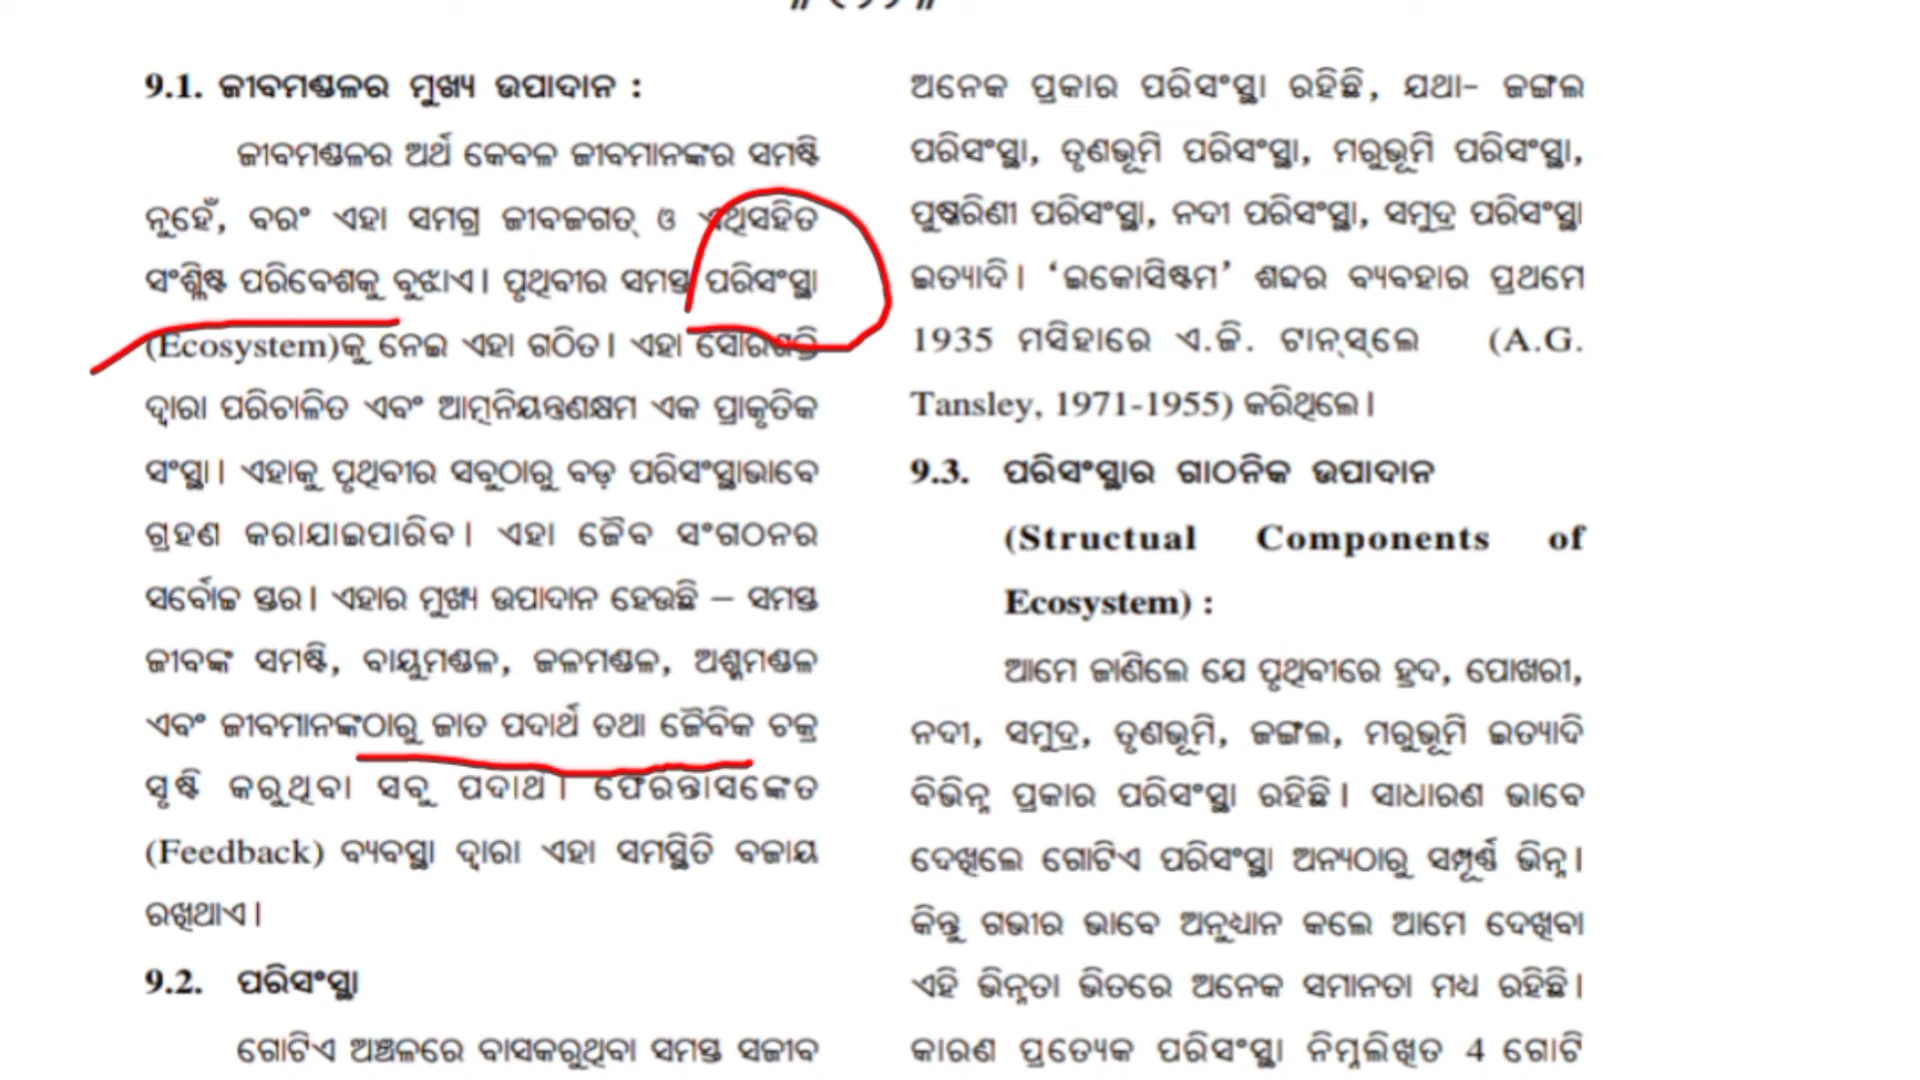 9.1. ଜୀବମଣ୍ଡଳର ମୁଖ୍ୟ ଉପାଦାନ :
ଜୀବମଣ୍ଡଳର ଅର୍ଥ କେବଳ ଜୀବମାନଙ୍କର ସମଷ୍ଟି
ନୁହେଁ, ବରଂ ଏହା ସମଗ୍ର ଜୀବଜଗତ୍ ଓ ଏଥିସହିତ
ସଂଶ୍ଳିଷ୍ଟ ପରିବେଶକୁ ବୁଝାଏ। ପୃଥିବୀର ସମସ୍ତ ପରିସଂସ୍ଥା
(Ecosystem)କୁ ନେଇ ଏହା ଗଠିତ। ଏହା ସୌରଶକ୍ତି
ଦ୍ୱାରା ପରିଚାଳିତ ଏବଂ ଆତ୍ମନିୟନ୍ତ୍ରଣକ୍ଷମ ଏକ ପ୍ରାକୃତିକ
ସଂସ୍ଥା। ଏହାକୁ ପୃଥିବୀର ସବୁଠାରୁ ବଡ଼ ପରିସଂସ୍ଥାଭାବେ
ଗ୍ରହଣ କରାଯାଇପାରିବ। ଏହା ଜୈବ ସଂଗଠନର
ସର୍ବୋଚ୍ଚ ସ୍ତର। ଏହାର ମୁଖ୍ୟ ଉପାଦାନ ହେଉଛି – ସମସ୍ତ
ଜୀବଙ୍କ ସମଷ୍ଟି, ବାୟୁମଣ୍ଡଳ, ଜଳମଣ୍ଡଳ, ଅଶ୍ମମଣ୍ଡଳ
ଏବଂ ଜୀବମାନଙ୍କଠାରୁ ଜାତ ପଦାର୍ଥ ତଥା ଜୈବିକ ଚକ୍ର
ସୃଷ୍ଟି କରୁଥିବା ସବୁ ପଦାର୍ଥ। ଫେରନ୍ତାସଙ୍କେତ
(Feedback) ବ୍ୟବସ୍ଥା ଦ୍ୱାରା ଏହା ସମସ୍ଥିତି ବଜାୟ
ରଖିଥାଏ।
9.2. ପରିସଂସ୍ଥା
ଗୋଟିଏ ଅଞ୍ଚଳରେ ବାସକରୁଥିବା ସମସ୍ତ ସଜୀବ
ଅନେକ ପ୍ରକାର ପରିସଂସ୍ଥା ରହିଛି, ଯଥା– ଜଙ୍ଗଲ
ପରିସଂସ୍ଥା, ତୃଣଭୂମି ପରିସଂସ୍ଥା, ମରୁଭୂମି ପରିସଂସ୍ଥା,
ପୁଷ୍କରିଣୀ ପରିସଂସ୍ଥା, ନଦୀ ପରିସଂସ୍ଥା, ସମୁଦ୍ର ପରିସଂସ୍ଥା
ଇତ୍ୟାଦି। ‘ଇକୋସିଷ୍ଟମ’ ଶବ୍ଦର ବ୍ୟବହାର ପ୍ରଥମେ
1935 ମସିହାରେ ଏ.ଜି. ଟାନ୍‌ସ୍‌ଲେ (A.G.
Tansley, 1971-1955) କରିଥିଲେ।
9.3. ପରିସଂସ୍ଥାର ଗାଠନିକ ଉପାଦାନ
(Structual Components of
Ecosystem) :
ଆମେ ଜାଣିଲେ ଯେ ପୃଥିବୀରେ ହ୍ରଦ, ପୋଖରୀ,
ନଦୀ, ସମୁଦ୍ର, ତୃଣଭୂମି, ଜଙ୍ଗଲ, ମରୁଭୂମି ଇତ୍ୟାଦି
ବିଭିନ୍ନ ପ୍ରକାର ପରିସଂସ୍ଥା ରହିଛି। ସାଧାରଣ ଭାବେ
ଦେଖିଲେ ଗୋଟିଏ ପରିସଂସ୍ଥା ଅନ୍ୟଠାରୁ ସମ୍ପୂର୍ଣ୍ଣ ଭିନ୍ନ।
କିନ୍ତୁ ଗଭୀର ଭାବେ ଅନୁଧ୍ୟାନ କଲେ ଆମେ ଦେଖିବା
ଏହି ଭିନ୍ନତା ଭିତରେ ଅନେକ ସମାନତା ମଧ୍ୟ ରହିଛି।
କାରଣ ପ୍ରତ୍ୟେକ ପରିସଂସ୍ଥା ନିମ୍ନଲିଖିତ 4 ଗୋଟି